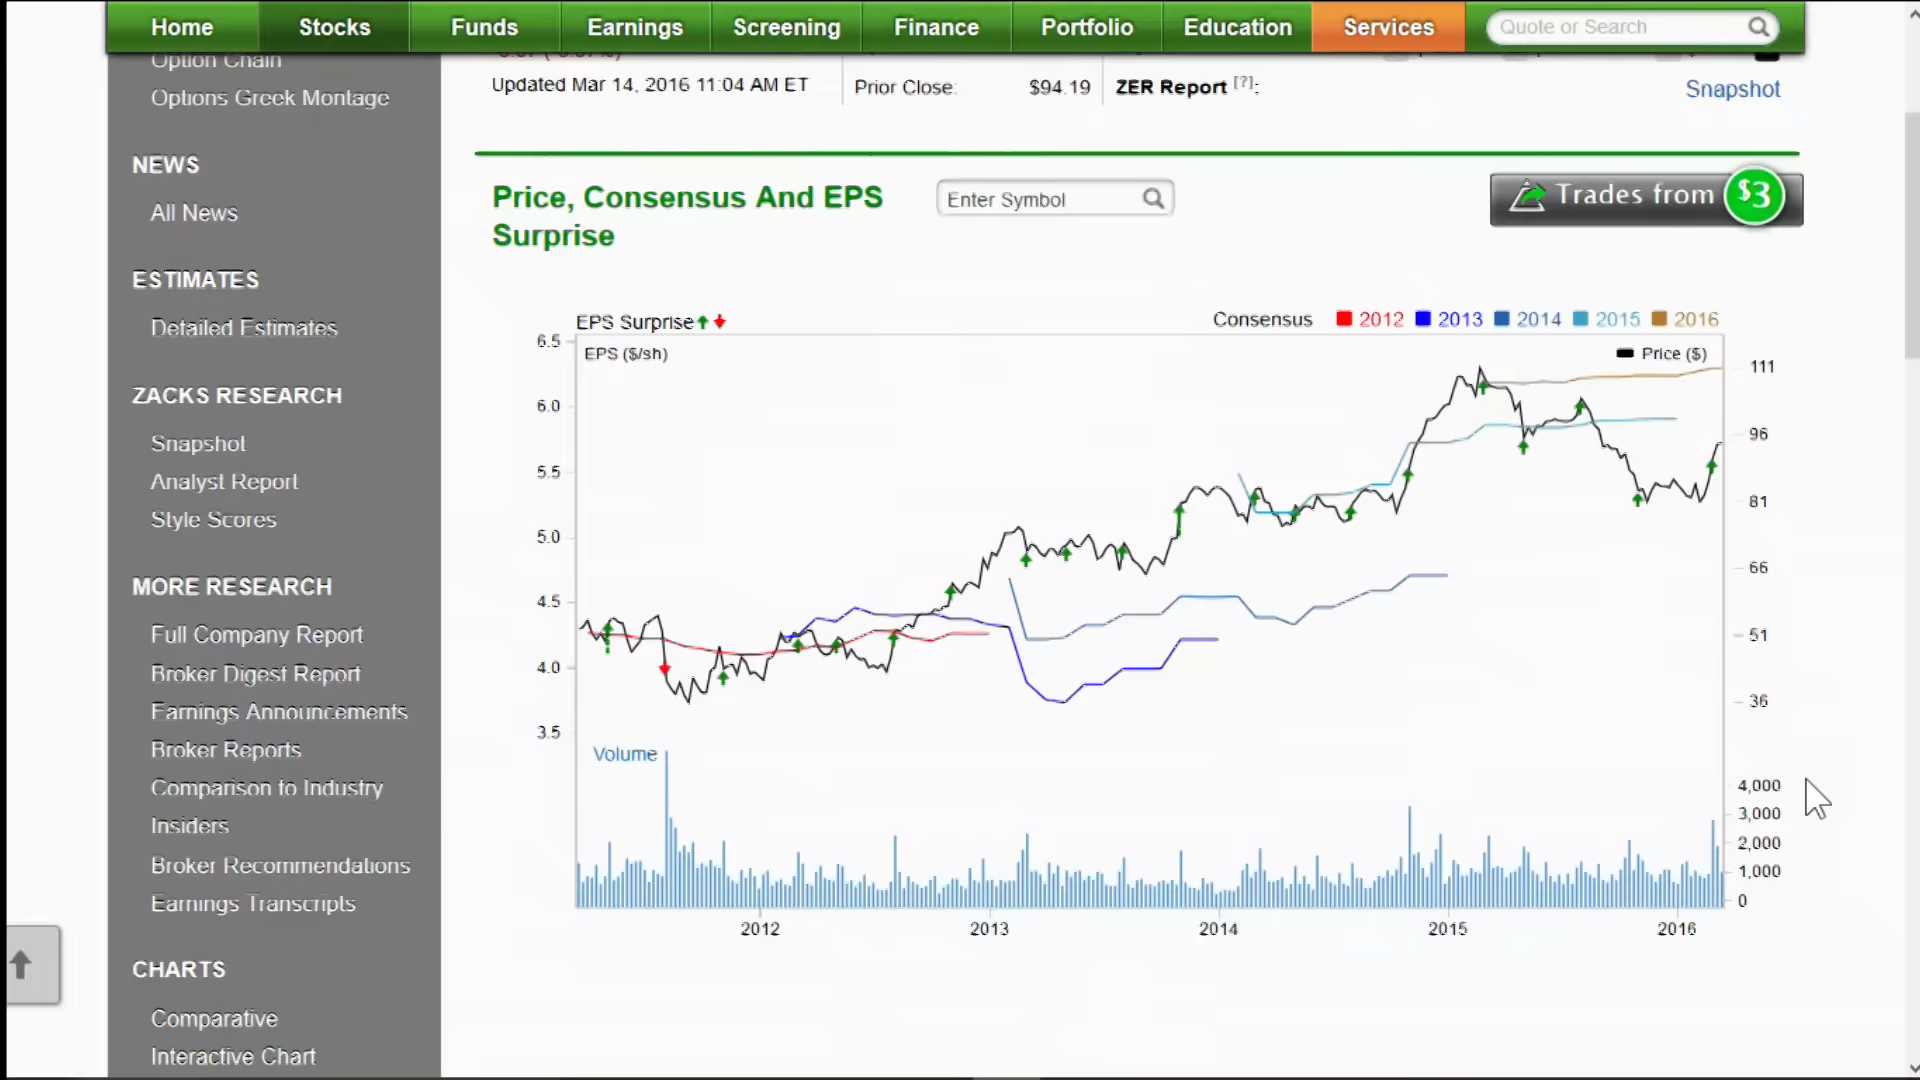 Home Stocks Funds Earnings Screening Finance Portfolio Education Services Quote or Search
Option Chain
Options Greek Montage
Updated Mar 14, 2016 11:04 AM ET
Prior Close: $94.19
ZER Report [?]:
Snapshot
NEWS
All News
ESTIMATES
Detailed Estimates
ZACKS RESEARCH
Snapshot
Analyst Report
Style Scores
MORE RESEARCH
Full Company Report
Broker Digest Report
Earnings Announcements
Broker Reports
Comparison to Industry
Insiders
Broker Recommendations
Earnings Transcripts
CHARTS
Comparative
Interactive Chart
Price, Consensus And EPS
Surprise
Enter Symbol
Trades from $3
EPS Surprise
Consensus 2012 2013 2014 2015 2016
EPS ($/sh)
Price ($)
6.5
6.0
5.5
5.0
4.5
4.0
3.5
111
96
81
66
51
36
Volume
4,000
3,000
2,000
1,000
0
2012 2013 2014 2015 2016